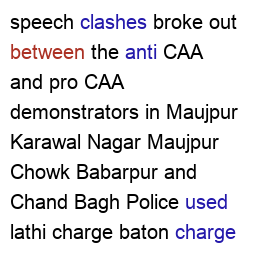 speech clashes broke out
between the anti CAA
and pro CAA
demonstrators in Maujpur
Karawal Nagar Maujpur
Chowk Babarpur and
Chand Bagh Police used
lathi charge baton charge